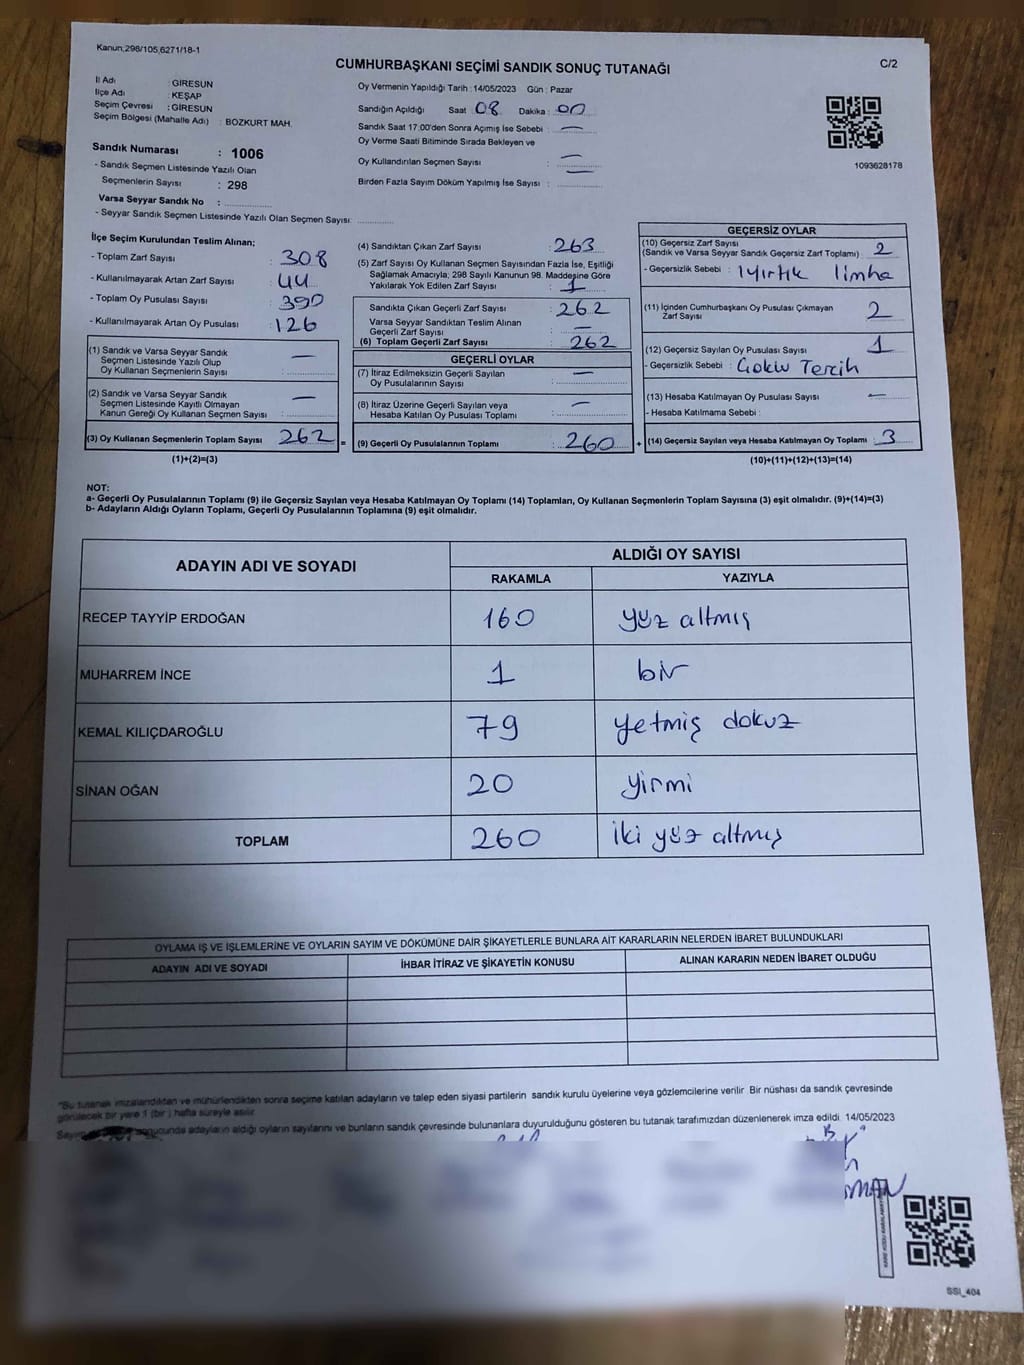 Kanun,298/105,6271/18-1
CUMHURBAŞKANI SEÇİMİ SANDIK SONUÇ TUTANAĞI
C/2
İl Adı : GİRESUN
İlçe Adı : KEŞAP
Seçim Çevresi : GİRESUN
Seçim Bölgesi (Mahalle Adı) : BOZKURT MAH.
Sandık Numarası : 1006
- Sandık Seçmen Listesinde Yazılı Olan
Seçmenlerin Sayısı : 298
Varsa Seyyar Sandık No :
- Seyyar Sandık Seçmen Listesinde Yazılı Olan Seçmen Sayısı:
Oy Vermenin Yapıldığı Tarih : 14/05/2023 Gün : Pazar
Sandığın Açıldığı Saat : 08 Dakika : 00
Sandık Saat 17:00'den Sonra Açımış İse Sebebi : —
Oy Verme Saati Bitiminde Sırada Bekleyen ve
Oy Kullandırılan Seçmen Sayısı : —
Birden Fazla Sayım Döküm Yapılmış İse Sayısı : —
1093628178
İlçe Seçim Kurulundan Teslim Alınan;
- Toplam Zarf Sayısı : 308
- Kullanılmayarak Artan Zarf Sayısı : 44
- Toplam Oy Pusulası Sayısı : 390
- Kullanılmayarak Artan Oy Pusulası : 126
(1) Sandık ve Varsa Seyyar Sandık
Seçmen Listesinde Yazılı Olup
Oy Kullanan Seçmenlerin Sayısı : —
(2) Sandık ve Varsa Seyyar Sandık
Seçmen Listesinde Kayıtlı Olmayan
Kanun Gereği Oy Kullanan Seçmen Sayısı : —
(3) Oy Kullanan Seçmenlerin Toplam Sayısı : 262 =
(1)+(2)=(3)
(4) Sandıktan Çıkan Zarf Sayısı : 263
(5) Zarf Sayısı Oy Kullanan Seçmen Sayısından Fazla İse, Eşitliği
Sağlamak Amacıyla; 298 Sayılı Kanunun 98. Maddesine Göre
Yakılarak Yok Edilen Zarf Sayısı : 1
Sandıkta Çıkan Geçerli Zarf Sayısı : 262
Varsa Seyyar Sandıktan Teslim Alınan
Geçerli Zarf Sayısı : —
(6) Toplam Geçerli Zarf Sayısı : 262
GEÇERLİ OYLAR
(7) İtiraz Edilmeksizin Geçerli Sayılan
Oy Pusulalarının Sayısı : —
(8) İtiraz Üzerine Geçerli Sayılan veya
Hesaba Katılan Oy Pusulası Toplamı : —
(9) Geçerli Oy Pusulalarının Toplamı : 260 +
GEÇERSİZ OYLAR
(10) Geçersiz Zarf Sayısı
(Sandık ve Varsa Seyyar Sandık Geçersiz Zarf Toplamı) : 2
- Geçersizlik Sebebi : 1 yırtık 1 imha
(11) İçinden Cumhurbaşkanı Oy Pusulası Çıkmayan
Zarf Sayısı : 2
(12) Geçersiz Sayılan Oy Pusulası Sayısı : 1
- Geçersizlik Sebebi : Çoklu Tercih
(13) Hesaba Katılmayan Oy Pusulası Sayısı : —
- Hesaba Katılmama Sebebi :
(14) Geçersiz Sayılan veya Hesaba Katılmayan Oy Toplamı : 3
(10)+(11)+(12)+(13)=(14)
NOT:
a- Geçerli Oy Pusulalarının Toplamı (9) ile Geçersiz Sayılan veya Hesaba Katılmayan Oy Toplamı (14) Toplamları, Oy Kullanan Seçmenlerin Toplam Sayısına (3) eşit olmalıdır. (9)+(14)=(3)
b- Adayların Aldığı Oyların Toplamı, Geçerli Oy Pusulalarının Toplamına (9) eşit olmalıdır.
ADAYIN ADI VE SOYADI
ALDIĞI OY SAYISI
RAKAMLA YAZIYLA
RECEP TAYYİP ERDOĞAN 160 yüz altmış
MUHARREM İNCE 1 bir
KEMAL KILIÇDAROĞLU 79 yetmiş dokuz
SİNAN OĞAN 20 yirmi
TOPLAM 260 iki yüz altmış
OYLAMA İŞ VE İŞLEMLERİNE VE OYLARIN SAYIM VE DÖKÜMÜNE DAİR ŞİKAYETLERLE BUNLARA AİT KARARLARIN NELERDEN İBARET BULUNDUKLARI
ADAYIN ADI VE SOYADI İHBAR İTİRAZ VE ŞİKAYETİN KONUSU ALINAN KARARIN NEDEN İBARET OLDUĞU
"Bu tutanak imzalandıktan ve mühürlendikten sonra seçime katılan adayların ve talep eden siyasi partilerin sandık kurulu üyelerine veya gözlemcilerine verilir Bir nüshası da sandık çevresinde
görülecek bir yere 1 (bir ) hafta süreyle asılır
Sayım sonucunda adayların aldığı oyların sayılarını ve bunların sandık çevresinde bulunanlara duyurulduğunu gösteren bu tutanak tarafımızdan düzenlenerek imza edildi. 14/05/2023
SSI_404